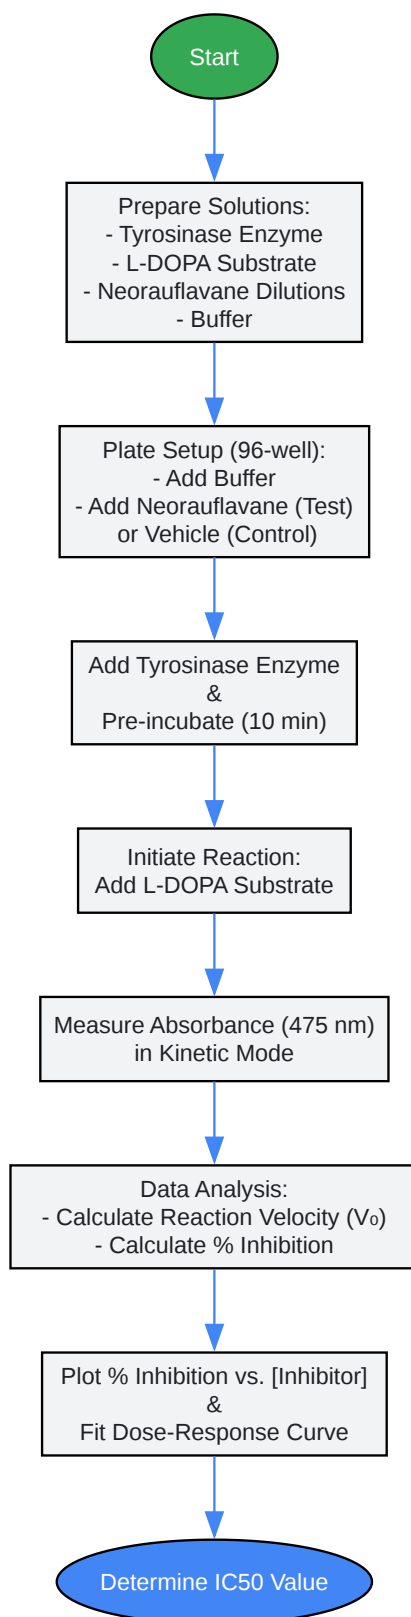 Start
Prepare Solutions:
- Tyrosinase Enzyme
- L-DOPA Substrate
- Neorauflavane Dilutions
- Buffer
Plate Setup (96-well):
- Add Buffer
- Add Neorauflavane (Test)
or Vehicle (Control)
Add Tyrosinase Enzyme
&
Pre-incubate (10 min)
Initiate Reaction:
Add L-DOPA Substrate
Measure Absorbance (475 nm)
in Kinetic Mode
Data Analysis:
- Calculate Reaction Velocity (V₀)
- Calculate % Inhibition
Plot % Inhibition vs. [Inhibitor]
&
Fit Dose-Response Curve
Determine IC50 Value